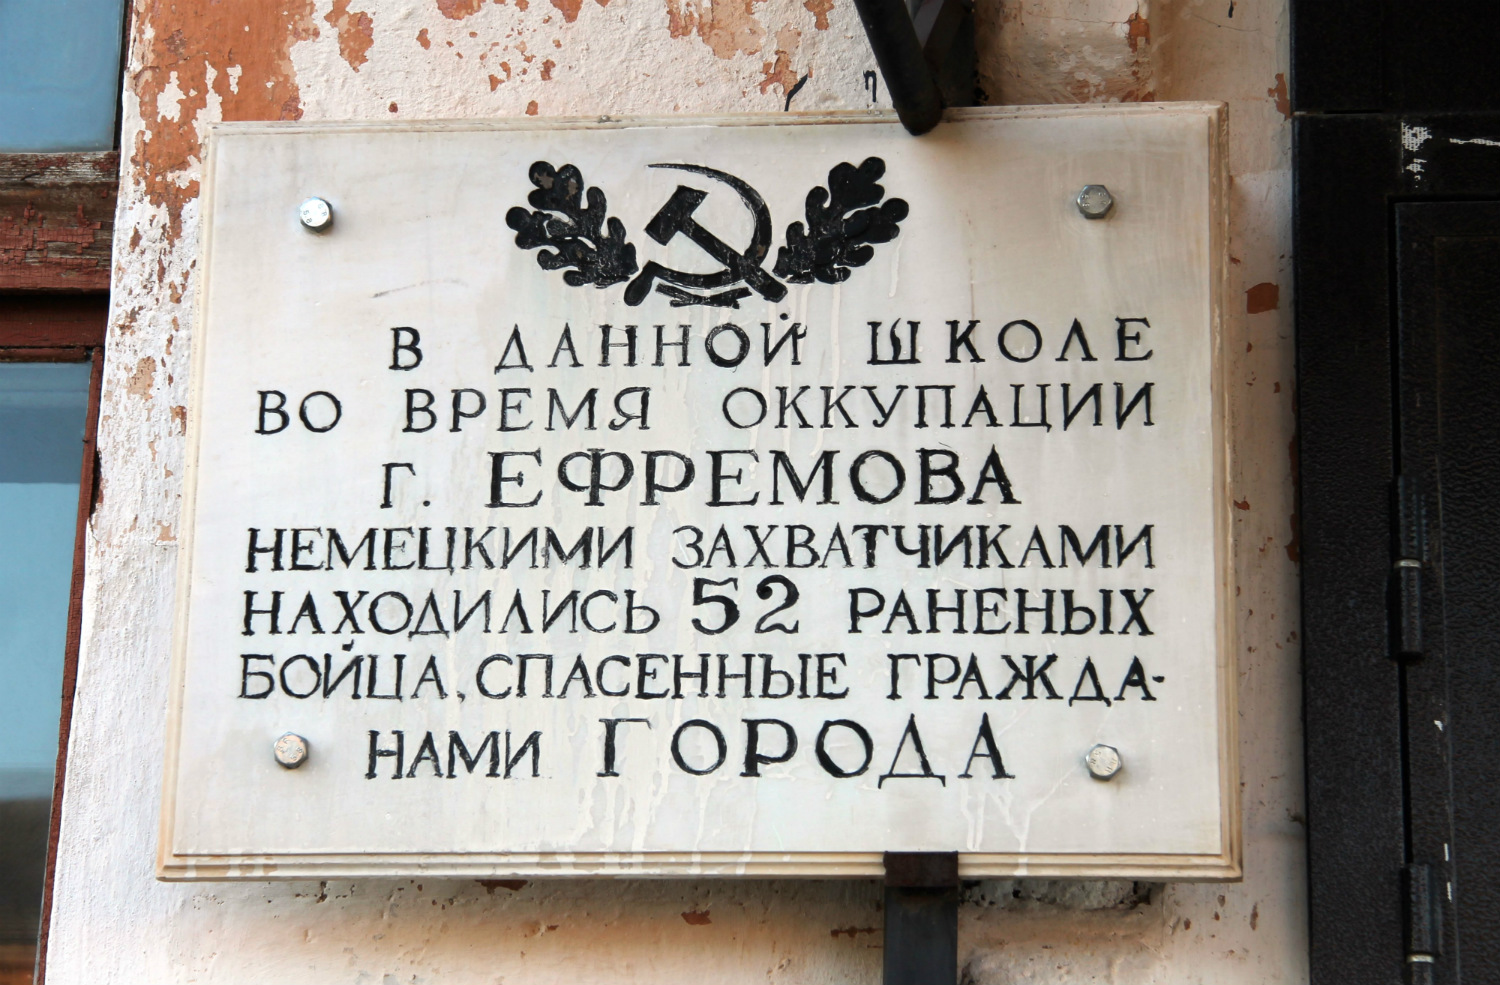 В ДАННОЙ ШКОЛЕ
ВО ВРЕМЯ ОККУПАЦИИ
Г. ЕФРЕМОВА
НЕМЕЦКИМИ ЗАХВАТЧИКАМИ
НАХОДИЛИСЬ 52 РАНЕНЫХ
БОЙЦА, СПАСЕННЫЕ ГРАЖДА-
НАМИ ГОРОДА